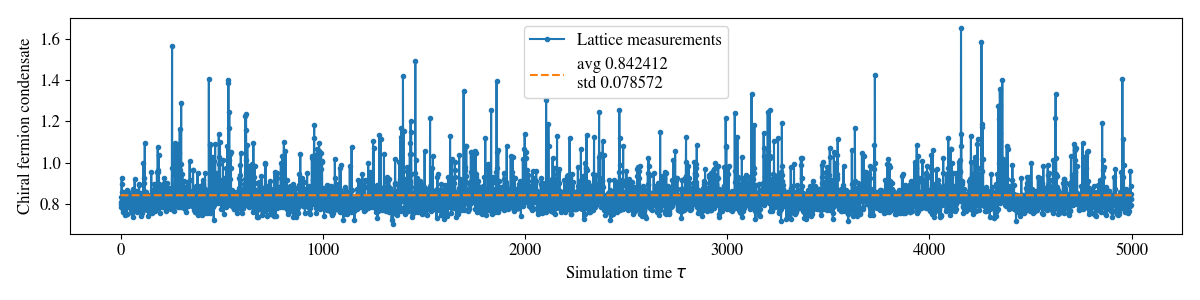 Chiral fermion condensate
1.6
1.4
1.2
1.0
0.8
Lattice measurements
avg 0.842412
std 0.078572
0
1000
2000
3000
4000
5000
Simulation time τ